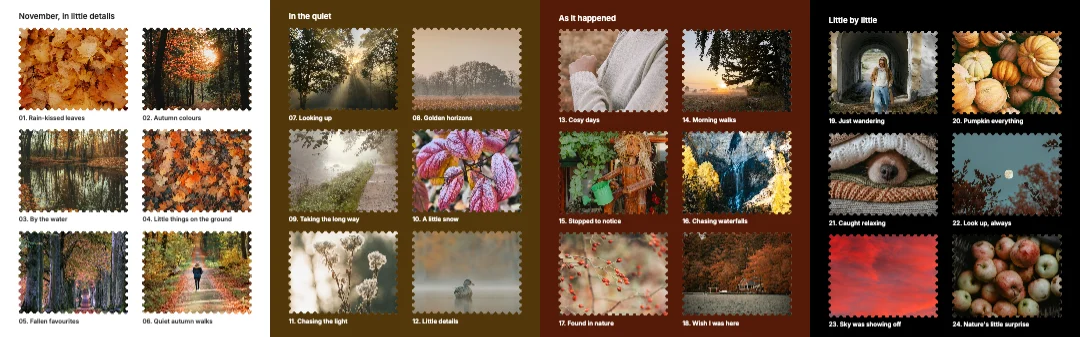 November, in little details
01. Rain-kissed leaves
02. Autumn colours
03. By the water
04. Little things on the ground
05. Fallen favourites
06. Quiet autumn walks
In the quiet
07. Looking up
08. Golden horizons
09. Taking the long way
10. A little snow
11. Chasing the light
12. Little details
As it happened
13. Cosy days
14. Morning walks
15. Stopped to notice
16. Chasing waterfalls
17. Found in nature
18. Wish I was here
Little by little
19. Just wandering
20. Pumpkin everything
21. Caught relaxing
22. Look up, always
23. Sky was showing off
24. Nature's little surprise